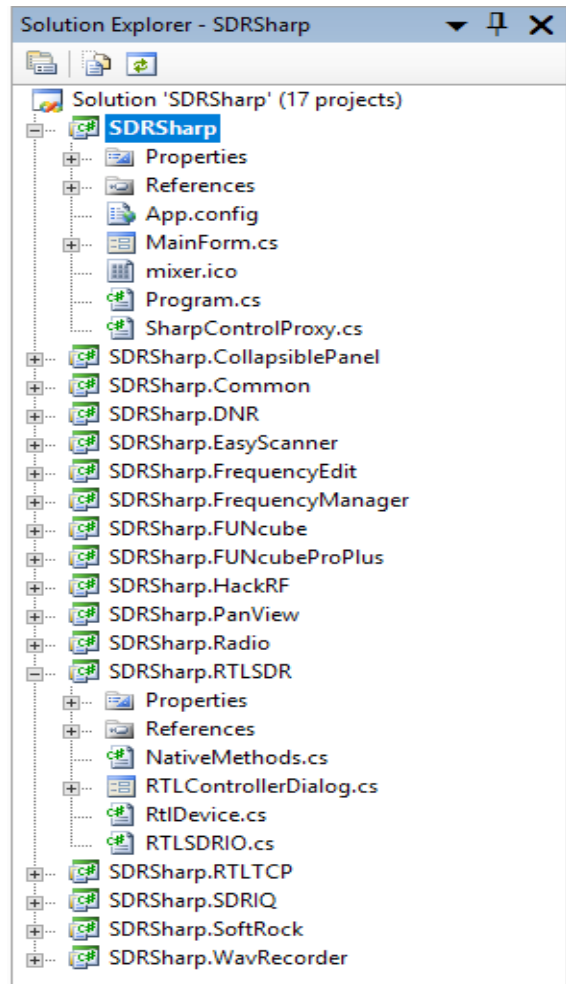 Solution Explorer - SDRSharp
Solution 'SDRSharp' (17 projects)
SDRSharp
Properties
References
App.config
MainForm.cs
mixer.ico
Program.cs
SharpControlProxy.cs
SDRSharp.CollapsiblePanel
SDRSharp.Common
SDRSharp.DNR
SDRSharp.EasyScanner
SDRSharp.FrequencyEdit
SDRSharp.FrequencyManager
SDRSharp.FUNcube
SDRSharp.FUNcubeProPlus
SDRSharp.HackRF
SDRSharp.PanView
SDRSharp.Radio
SDRSharp.RTLSDR
Properties
References
NativeMethods.cs
RTLControllerDialog.cs
RtlDevice.cs
RTLSDRIO.cs
SDRSharp.RTLTCP
SDRSharp.SDRIQ
SDRSharp.SoftRock
SDRSharp.WavRecorder